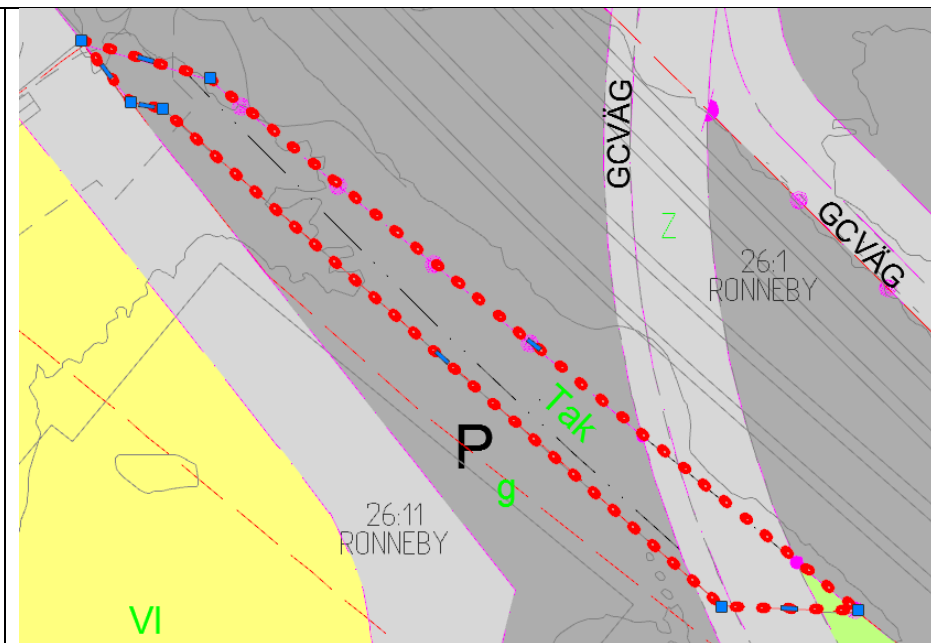 GCVÄG
GCVÄG
Z
26:1
RONNEBY
Tak
P
g
26:11
RONNEBY
VI